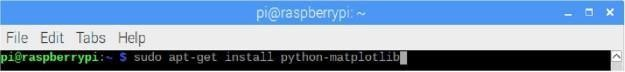 pi@raspberrypi: ~
File Edit Tabs Help
pi@raspberrypi:~ $ sudo apt-get install python-matplotlib